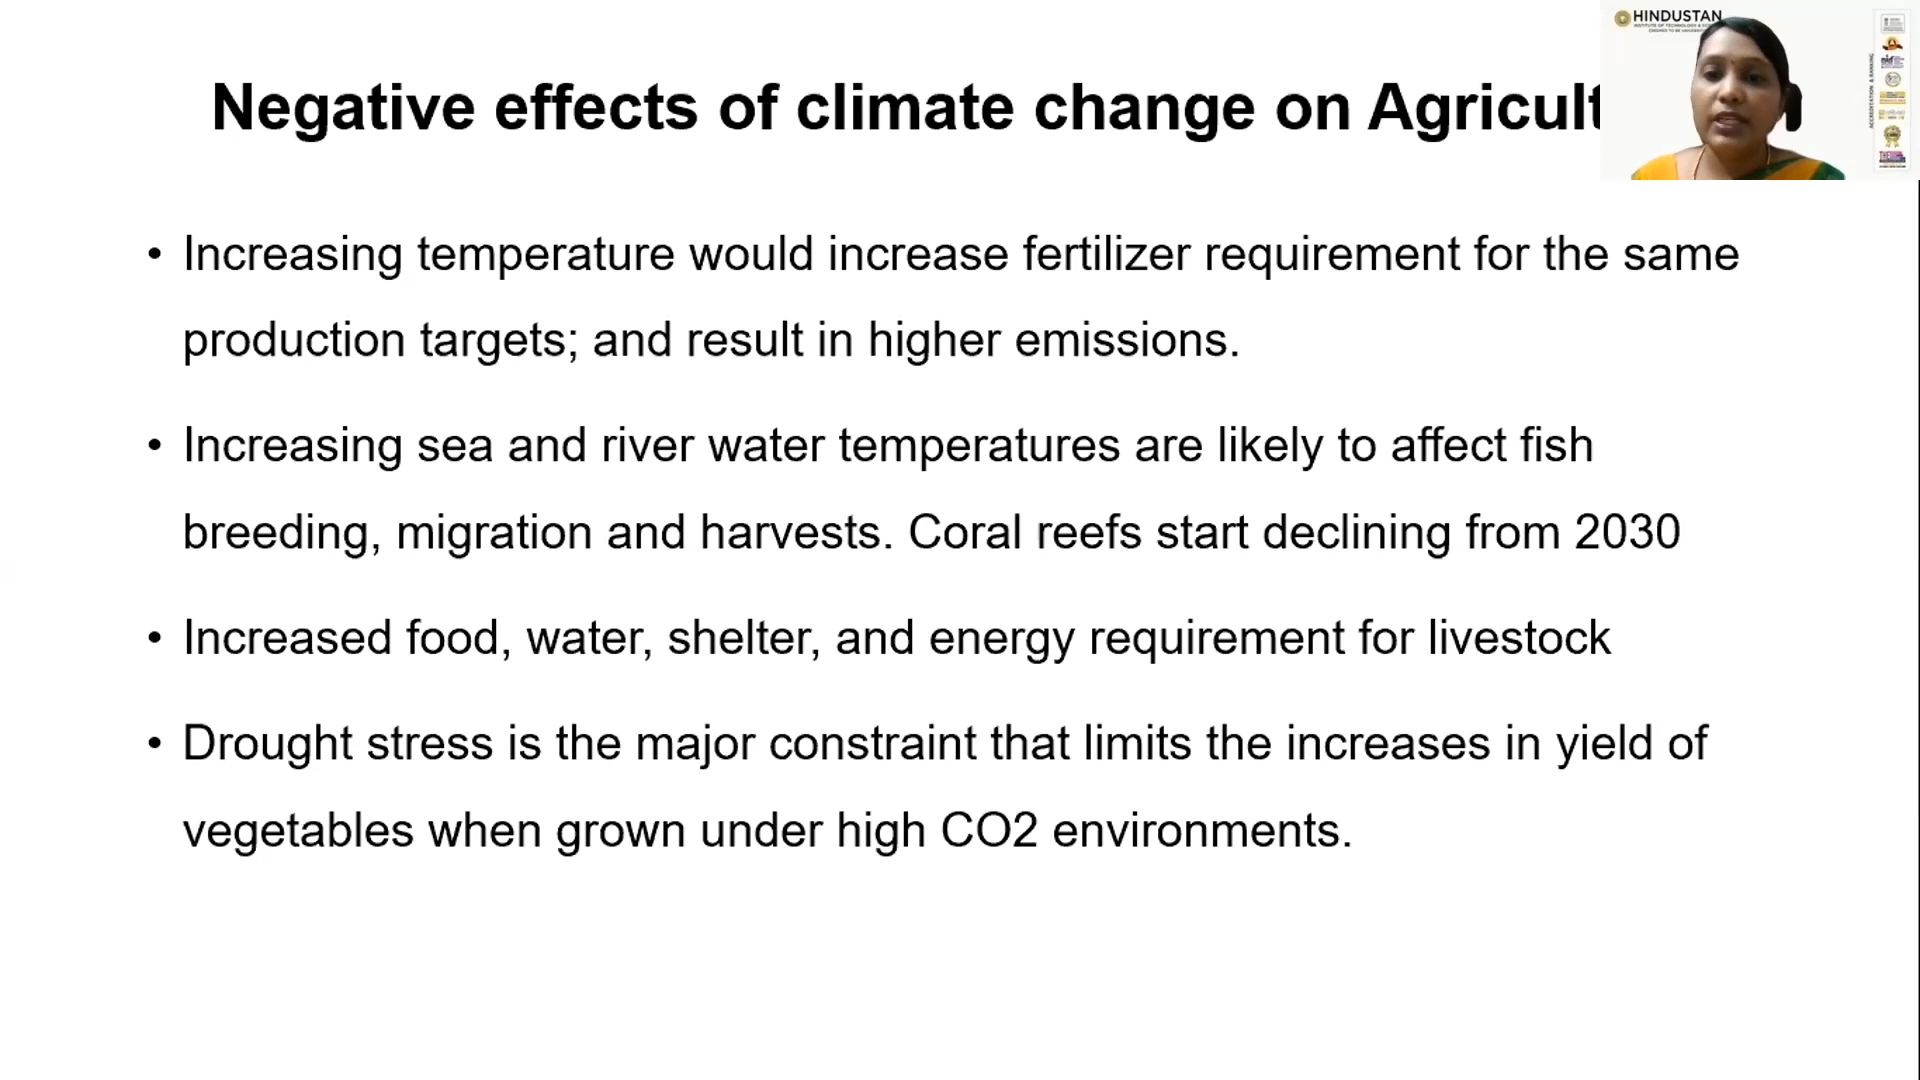 HINDUSTAN
Negative effects of climate change on Agricult
• Increasing temperature would increase fertilizer requirement for the same
production targets; and result in higher emissions.
• Increasing sea and river water temperatures are likely to affect fish
breeding, migration and harvests. Coral reefs start declining from 2030
• Increased food, water, shelter, and energy requirement for livestock
• Drought stress is the major constraint that limits the increases in yield of
vegetables when grown under high CO2 environments.
ACCREDITATION & RANKING